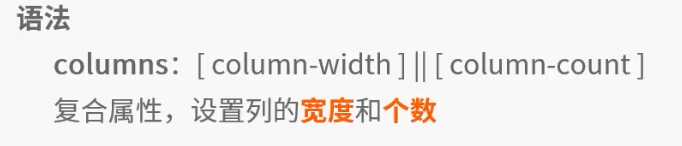 语法
columns：[ column-width ] || [ column-count ]
复合属性，设置列的宽度和个数